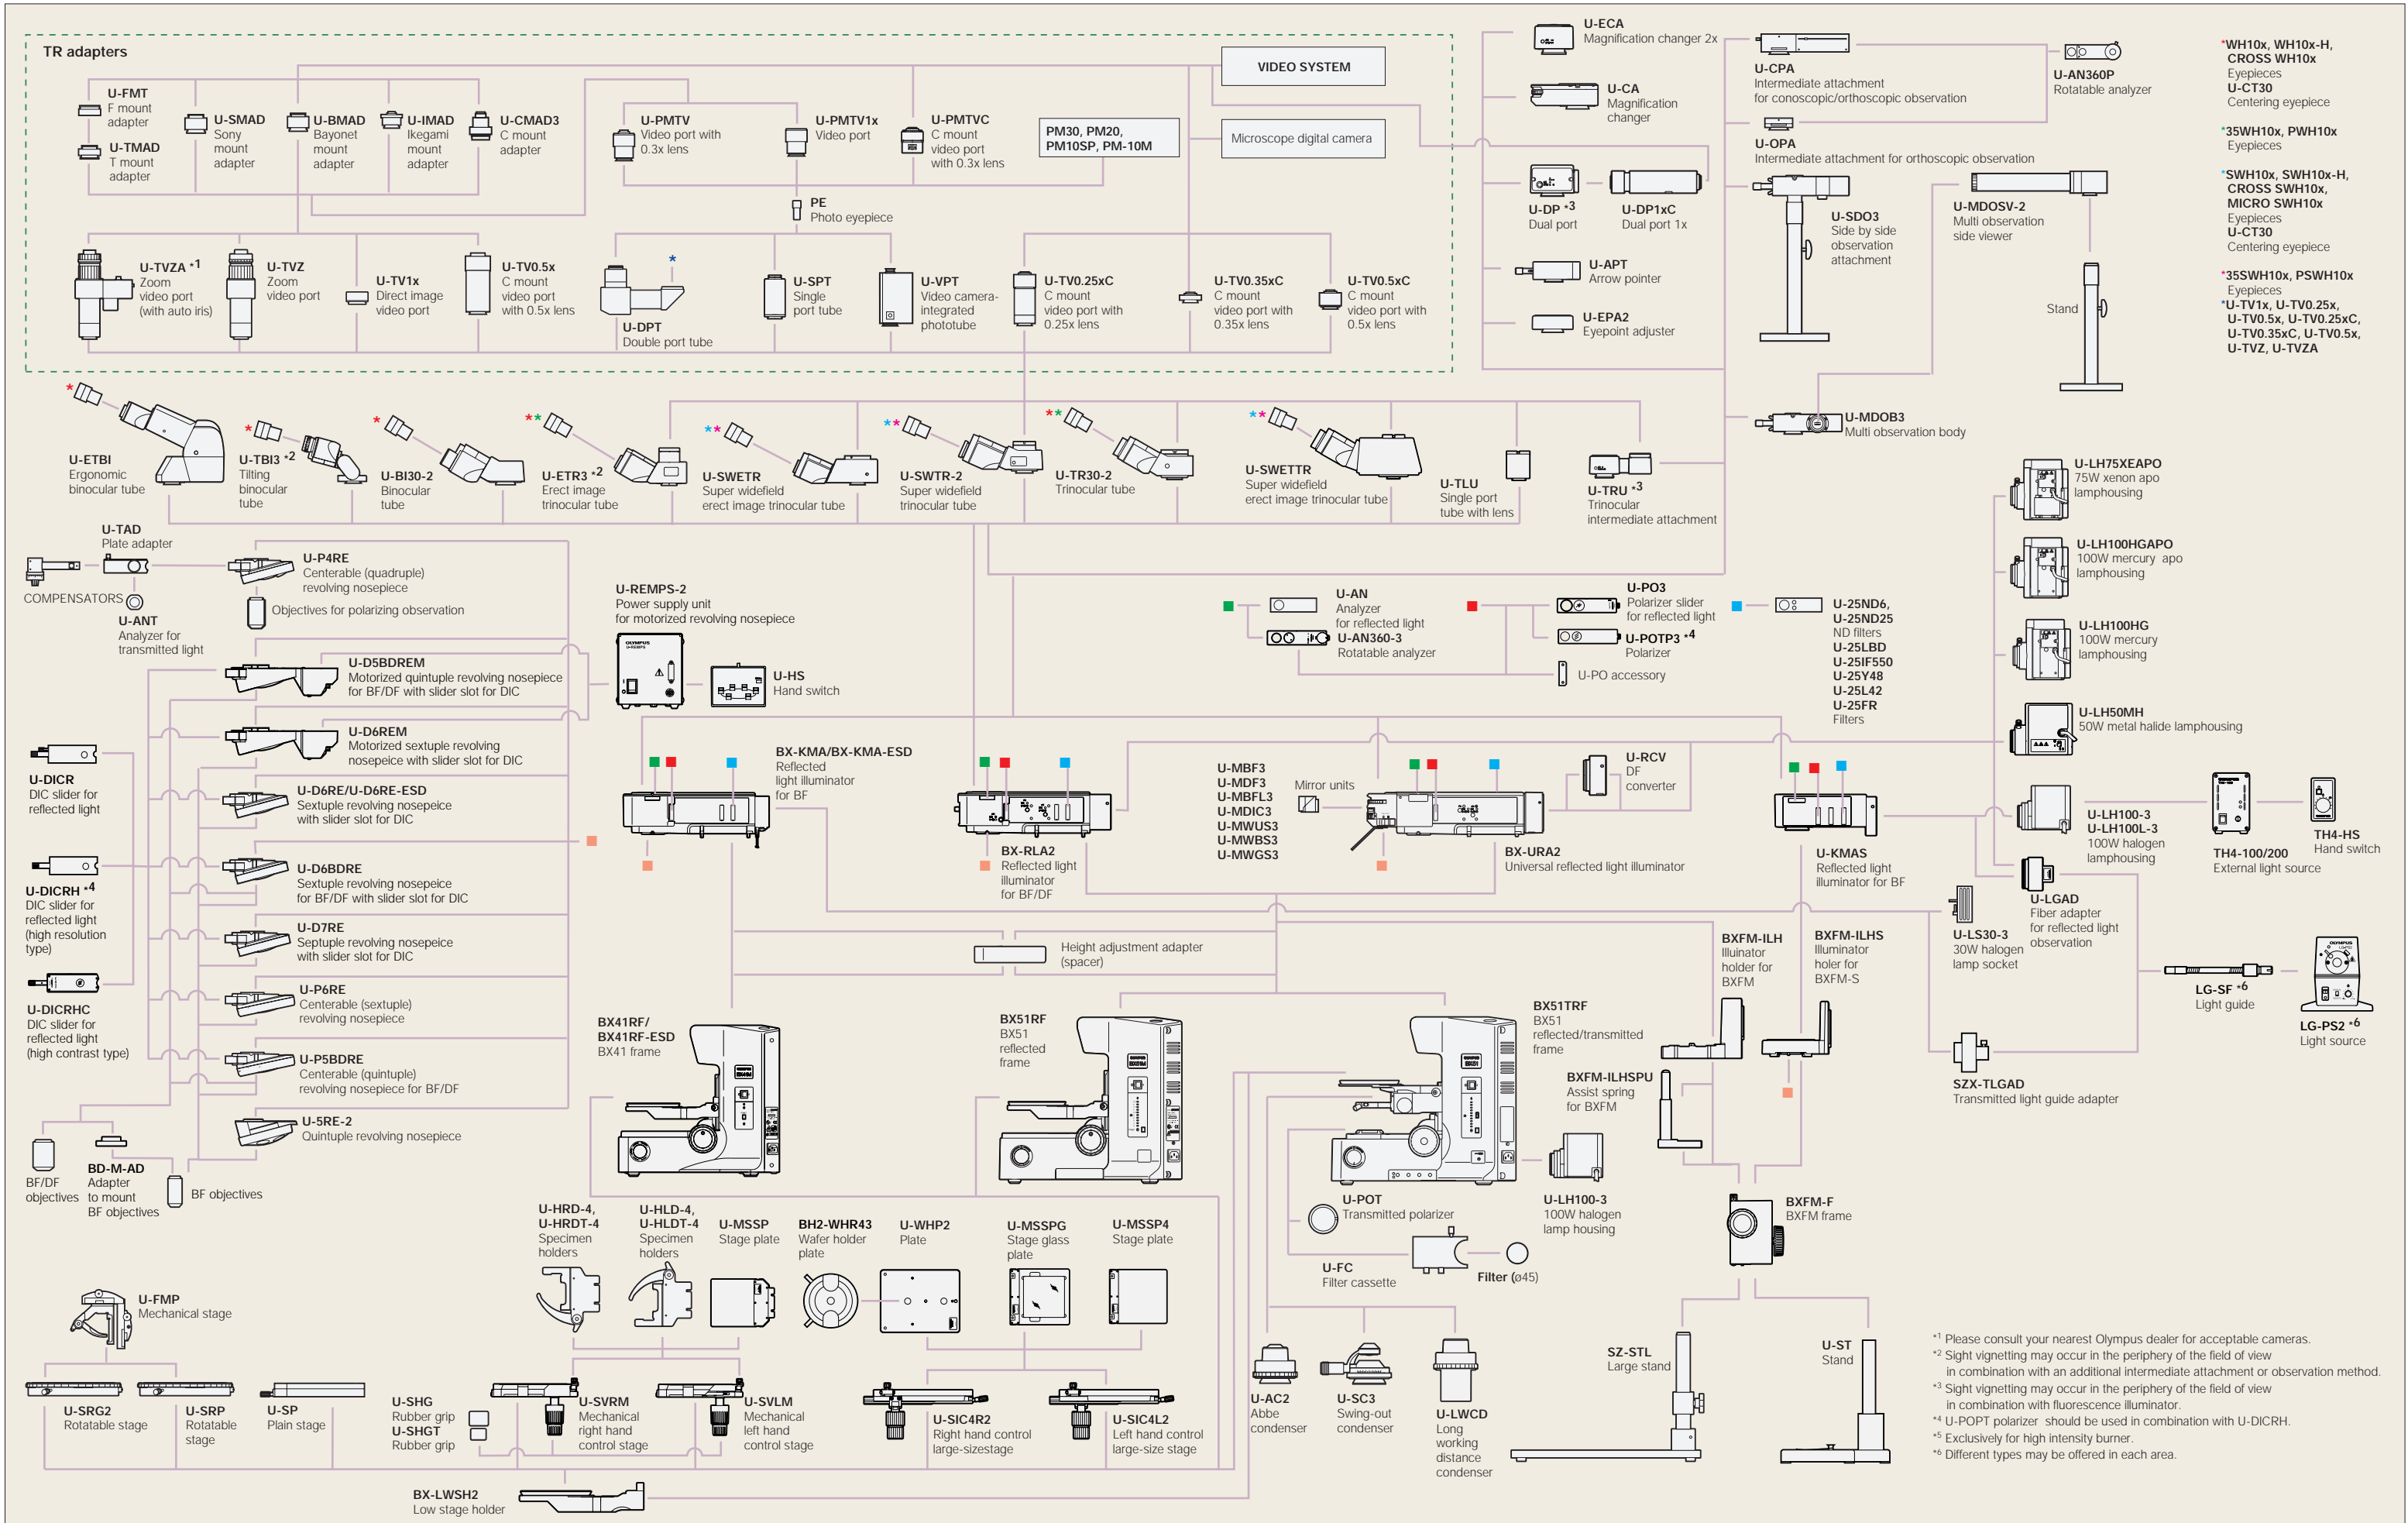 TR adapters
U-FMT
F mount
adapter
U-TMAD
T mount
adapter
U-SMAD
Sony
mount
adapter
U-BMAD
Bayonet
mount
adapter
U-IMAD
Ikegami
mount
adapter
U-CMAD3
C mount
adapter
U-PMTV
Video port with
0.3x lens
U-PMTV1x
Video port
U-PMTVC
C mount
video port
with 0.3x lens
PM30, PM20,
PM10SP, PM-10M
VIDEO SYSTEM
Microscope digital camera
PE
Photo eyepiece
U-TVZA *1
Zoom
video port
(with auto iris)
U-TVZ
Zoom
video port
U-TV1x
Direct image
video port
U-TV0.5x
C mount
video port
with 0.5x lens
*
U-DPT
Double port tube
U-SPT
Single
port tube
U-VPT
Video camera-
integrated
phototube
U-TV0.25xC
C mount
video port with
0.25x lens
U-TV0.35xC
C mount
video port with
0.35x lens
U-TV0.5xC
C mount
video port with
0.5x lens
U-ECA
Magnification changer 2x
U-CA
Magnification
changer
U-DP *3
Dual port
U-DP1xC
Dual port 1x
U-APT
Arrow pointer
U-EPA2
Eyepoint adjuster
U-CPA
Intermediate attachment
for conoscopic/orthoscopic observation
U-AN360P
Rotatable analyzer
U-OPA
Intermediate attachment for orthoscopic observation
U-SDO3
Side by side
observation
attachment
U-MDOSV-2
Multi observation
side viewer
Stand
U-MDOB3
Multi observation body
*WH10x, WH10x-H,
CROSS WH10x
Eyepieces
U-CT30
Centering eyepiece
*35WH10x, PWH10x
Eyepieces
*SWH10x, SWH10x-H,
CROSS SWH10x,
MICRO SWH10x
Eyepieces
U-CT30
Centering eyepiece
*35SWH10x, PSWH10x
Eyepieces
*U-TV1x, U-TV0.25x,
U-TV0.5x, U-TV0.25xC,
U-TV0.35xC, U-TV0.5x,
U-TVZ, U-TVZA
*
U-ETBI
Ergonomic
binocular tube
*
U-TBI3 *2
Tilting
binocular
tube
*
U-BI30-2
Binocular
tube
**
U-ETR3 *2
Erect image
trinocular tube
**
U-SWETR
Super widefield
erect image trinocular tube
**
U-SWTR-2
Super widefield
trinocular tube
**
U-TR30-2
Trinocular tube
**
U-SWETTR
Super widefield
erect image trinocular tube
U-TLU
Single port
tube with lens
U-TRU *3
Trinocular
intermediate attachment
U-TAD
Plate adapter
COMPENSATORS
U-ANT
Analyzer for
transmitted light
U-P4RE
Centerable (quadruple)
revolving nosepiece
Objectives for polarizing observation
U-D5BDREM
Motorized quintuple revolving nosepiece
for BF/DF with slider slot for DIC
U-D6REM
Motorized sextuple revolving
nosepeice with slider slot for DIC
U-D6RE/U-D6RE-ESD
Sextuple revolving nosepeice
with slider slot for DIC
U-D6BDRE
Sextuple revolving nosepeice
for BF/DF with slider slot for DIC
U-D7RE
Septuple revolving nosepeice
with slider slot for DIC
U-P6RE
Centerable (sextuple)
revolving nosepiece
U-P5BDRE
Centerable (quintuple)
revolving nosepiece for BF/DF
U-5RE-2
Quintuple revolving nosepiece
U-DICR
DIC slider for
reflected light
U-DICRH *4
DIC slider for
reflected light
(high resolution
type)
U-DICRHC
DIC slider for
reflected light
(high contrast type)
BF/DF
objectives
BD-M-AD
Adapter
to mount
BF objectives
BF objectives
U-REMPS-2
Power supply unit
for motorized revolving nosepiece
OLYMPUS
U-REMPS
U-HS
Hand switch
U-AN
Analyzer
for reflected light
U-AN360-3
Rotatable analyzer
U-PO3
Polarizer slider
for reflected light
U-POTP3 *4
Polarizer
U-PO accessory
U-25ND6,
U-25ND25
ND filters
U-25LBD
U-25IF550
U-25Y48
U-25L42
U-25FR
Filters
U-LH75XEAPO
75W xenon apo
lamphousing
U-LH100HGAPO
100W mercury apo
lamphousing
U-LH100HG
100W mercury
lamphousing
U-LH50MH
50W metal halide lamphousing
U-LH100-3
U-LH100L-3
100W halogen
lamphousing
TH4-100/200
External light source
TH4-HS
Hand switch
BX-KMA/BX-KMA-ESD
Reflected
light illuminator
for BF
BX-RLA2
Reflected light
illuminator
for BF/DF
U-MBF3
U-MDF3
U-MBFL3
U-MDIC3
U-MWUS3
U-MWBS3
U-MWGS3
Mirror units
BX-URA2
Universal reflected light illuminator
U-RCV
DF
converter
U-KMAS
Reflected light
illuminator for BF
U-LGAD
Fiber adapter
for reflected light
observation
U-LS30-3
30W halogen
lamp socket
LG-SF *6
Light guide
OLYMPUS
LG-PS2 *6
Light source
SZX-TLGAD
Transmitted light guide adapter
Height adjustment adapter
(spacer)
BX41RF/
BX41RF-ESD
BX41 frame
BX51RF
BX51
reflected
frame
BX51TRF
BX51
reflected/transmitted
frame
BXFM-ILH
Illuinator
holder for
BXFM
BXFM-ILHS
Illuminator
holer for
BXFM-S
BXFM-ILHSPU
Assist spring
for BXFM
U-LH100-3
100W halogen
lamp housing
U-POT
Transmitted polarizer
U-FC
Filter cassette
Filter (ø45)
BXFM-F
BXFM frame
U-HRD-4,
U-HRDT-4
Specimen
holders
U-HLD-4,
U-HLDT-4
Specimen
holders
U-MSSP
Stage plate
BH2-WHR43
Wafer holder
plate
U-WHP2
Plate
U-MSSPG
Stage glass
plate
U-MSSP4
Stage plate
U-FMP
Mechanical stage
U-SRG2
Rotatable stage
U-SRP
Rotatable
stage
U-SP
Plain stage
U-SHG
Rubber grip
U-SHGT
Rubber grip
U-SVRM
Mechanical
right hand
control stage
U-SVLM
Mechanical
left hand
control stage
U-SIC4R2
Right hand control
large-sizestage
U-SIC4L2
Left hand control
large-size stage
U-AC2
Abbe
condenser
U-SC3
Swing-out
condenser
U-LWCD
Long
working
distance
condenser
SZ-STL
Large stand
U-ST
Stand
BX-LWSH2
Low stage holder
*1 Please consult your nearest Olympus dealer for acceptable cameras.
*2 Sight vignetting may occur in the periphery of the field of view
in combination with an additional intermediate attachment or observation method.
*3 Sight vignetting may occur in the periphery of the field of view
in combination with fluorescence illuminator.
*4 U-POPT polarizer should be used in combination with U-DICRH.
*5 Exclusively for high intensity burner.
*6 Different types may be offered in each area.